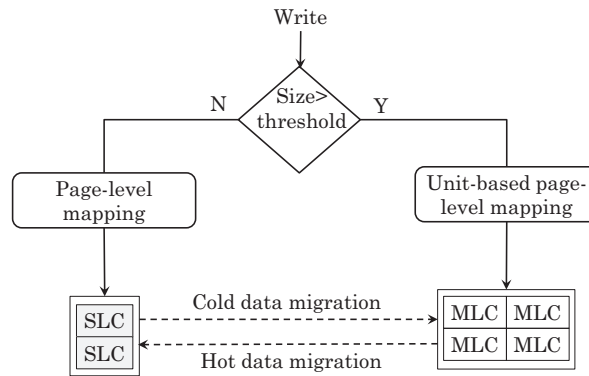 Write
N
Size>
threshold
Y
Page-level
mapping
Unit-based page-
level mapping
SLC
SLC
Cold data migration
Hot data migration
MLC MLC
MLC MLC